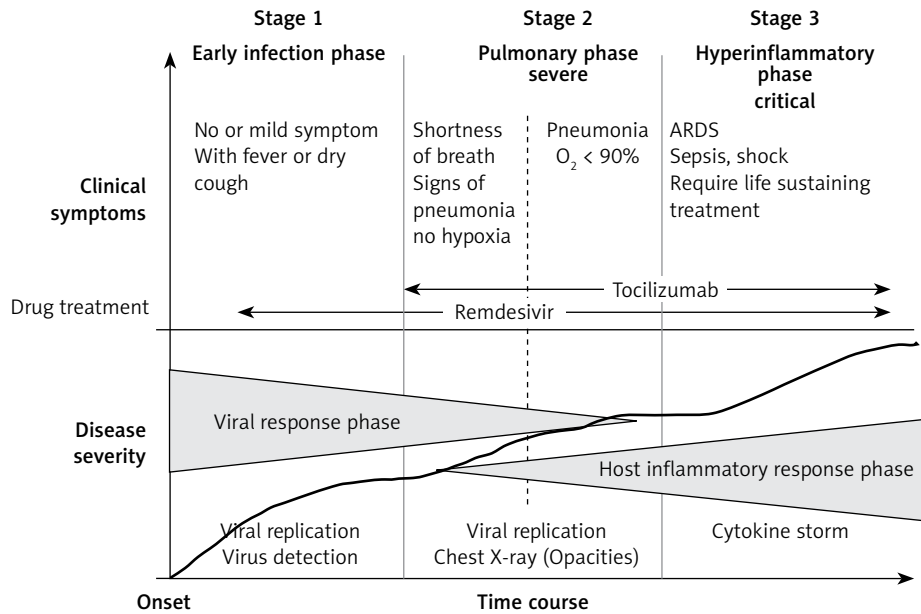 Stage 1
Early infection phase
Stage 2
Pulmonary phase
severe
Stage 3
Hyperinflammatory
phase
critical
Clinical
symptoms
No or mild symptom
With fever or dry
cough
Shortness
of breath
Signs of
pneumonia
no hypoxia
Pneumonia
O₂ < 90%
ARDS
Sepsis, shock
Require life sustaining
treatment
Drug treatment
Tocilizumab
Remdesivir
Disease
severity
Viral response phase
Host inflammatory response phase
Viral replication
Virus detection
Viral replication
Chest X-ray (Opacities)
Cytokine storm
Onset
Time course